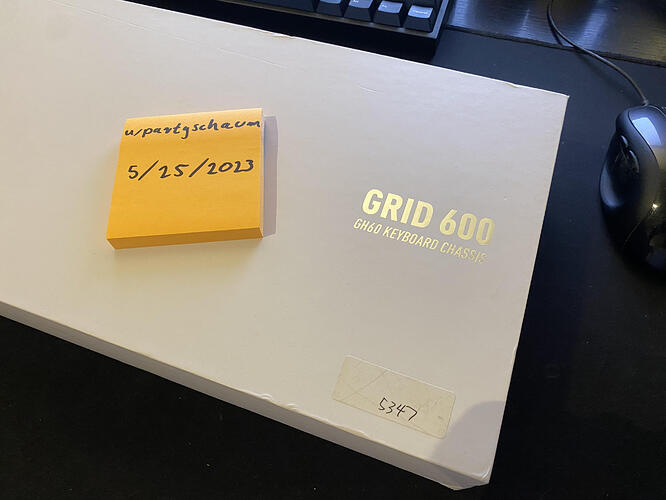 u/partyschaum
5/25/2023
GRID 600
GH60 KEYBOARD CHASSIS
5347